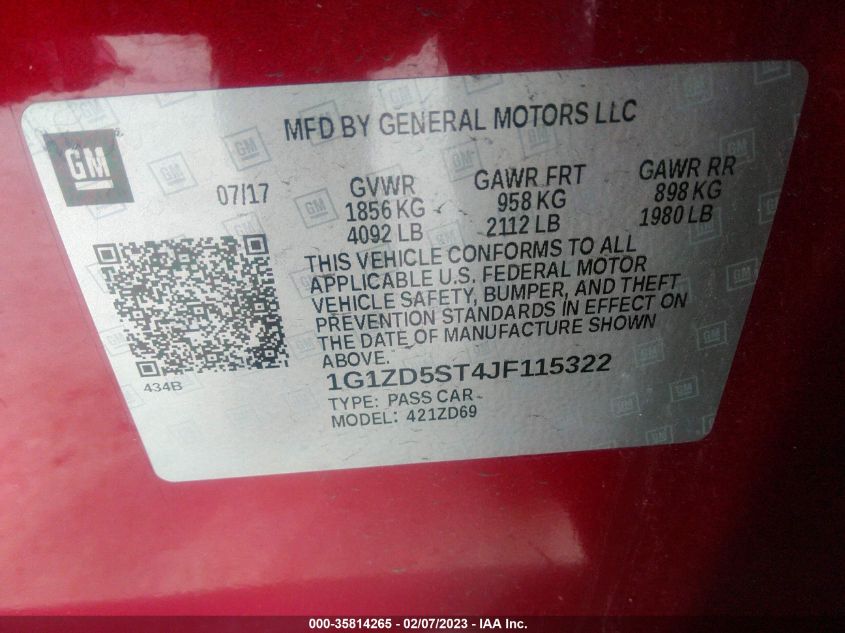 MFD BY GENERAL MOTORS LLC
GM
07/17
GVWR
1856 KG
4092 LB
GAWR FRT
958 KG
2112 LB
GAWR RR
898 KG
1980 LB
THIS VEHICLE CONFORMS TO ALL
APPLICABLE U.S. FEDERAL MOTOR
VEHICLE SAFETY, BUMPER, AND THEFT
PREVENTION STANDARDS IN EFFECT ON
THE DATE OF MANUFACTURE SHOWN
ABOVE.
434B
1G1ZD5ST4JF115322
TYPE: PASS CAR
MODEL: 421ZD69
000-35814265 - 02/07/2023 - IAA Inc.